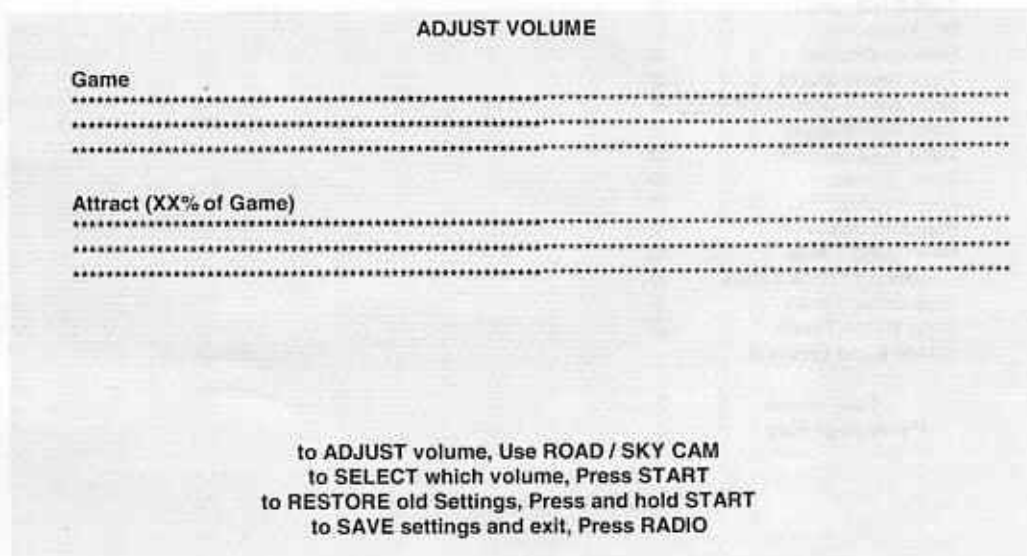 ADJUST VOLUME
Game
Attract (XX% of Game)
to ADJUST volume, Use ROAD / SKY CAM
to SELECT which volume, Press START
to RESTORE old Settings, Press and hold START
to SAVE settings and exit, Press RADIO